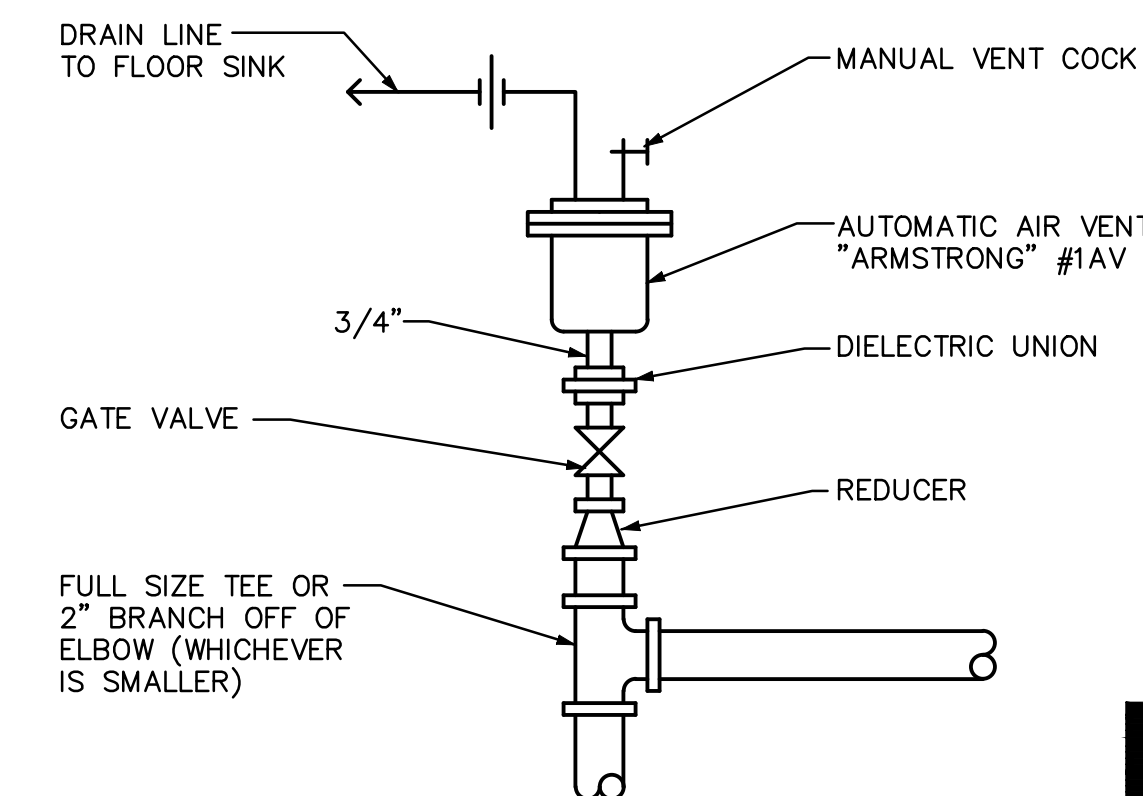 DRAIN LINE
TO FLOOR SINK
MANUAL VENT COCK
AUTOMATIC AIR VENT
"ARMSTRONG" #1AV
3/4"
DIELECTRIC UNION
GATE VALVE
REDUCER
FULL SIZE TEE OR
2" BRANCH OFF OF
ELBOW (WHICHEVER
IS SMALLER)